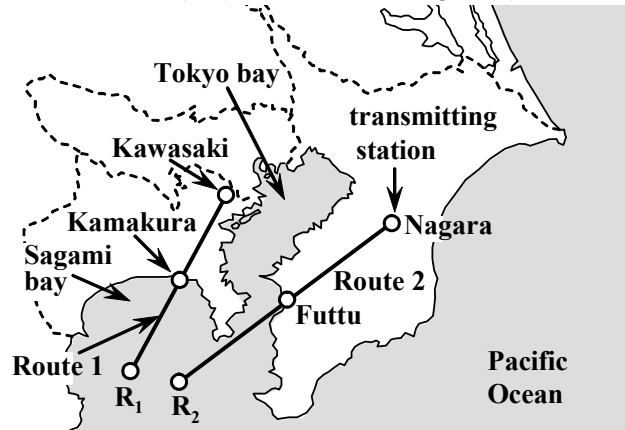 Tokyo bay
transmitting
station
Kawasaki
Kamakura
Nagara
Sagami
bay
Route 2
Futtu
Route 1
R1
R2
Pacific
Ocean